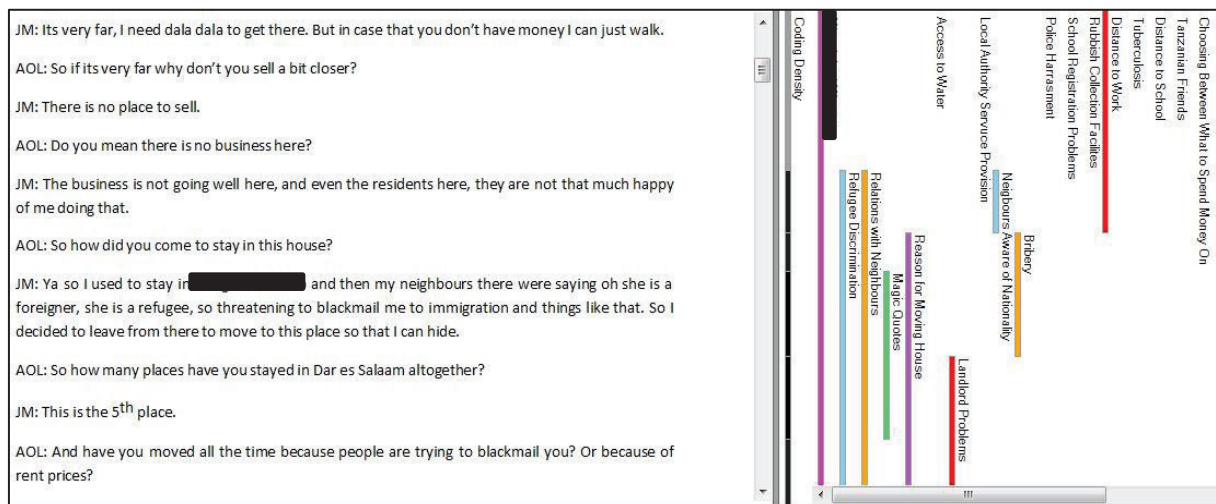 JM: Its very far, I need dala dala to get there. But in case that you don't have money I can just walk.
AOL: So if its very far why don't you sell a bit closer?
JM: There is no place to sell.
AOL: Do you mean there is no business here?
JM: The business is not going well here, and even the residents here, they are not that much happy
of me doing that.
AOL: So how did you come to stay in this house?
JM: Ya so I used to stay in and then my neighbours there were saying oh she is a
foreigner, she is a refugee, so threatening to blackmail me to immigration and things like that. So I
decided to leave from there to move to this place so that I can hide.
AOL: So how many places have you stayed in Dar es Salaam altogether?
JM: This is the 5th place.
AOL: And have you moved all the time because people are trying to blackmail you? Or because of
rent prices?
Choosing Between What to Spend Money On
Tanzanian Friends
Distance to School
Tuberculosis
Distance to Work
Rubbish Collection Facilites
School Registration Problems
Police Harrasment
Bribery
Neigbours Aware of Nationality
Local Authority Servuce Provision
Landlord Problems
Access to Water
Reason for Moving House
Magic Quotes
Relations with Neighbours
Refugee Discrimination
Coding Density